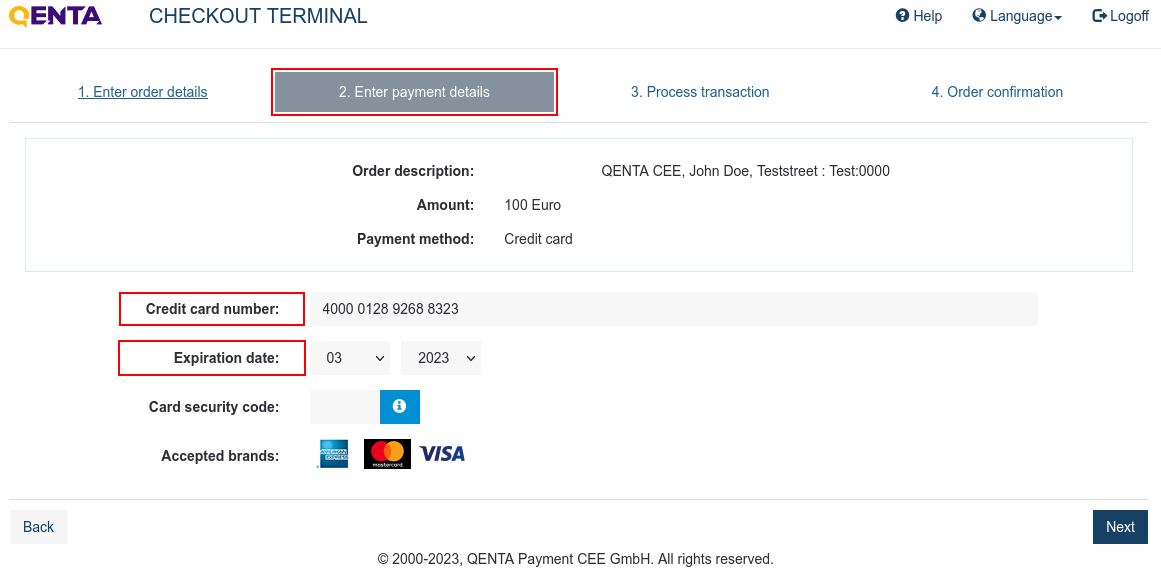 QENTA CHECKOUT TERMINAL Help Language Logoff
1. Enter order details 2. Enter payment details 3. Process transaction 4. Order confirmation
Order description: QENTA CEE, John Doe, Teststreet : Test:0000
Amount: 100 Euro
Payment method: Credit card
Credit card number: 4000 0128 9268 8323
Expiration date: 03 2023
Card security code:
Accepted brands: AMERICAN EXPRESS mastercard VISA
Back Next
© 2000-2023, QENTA Payment CEE GmbH. All rights reserved.